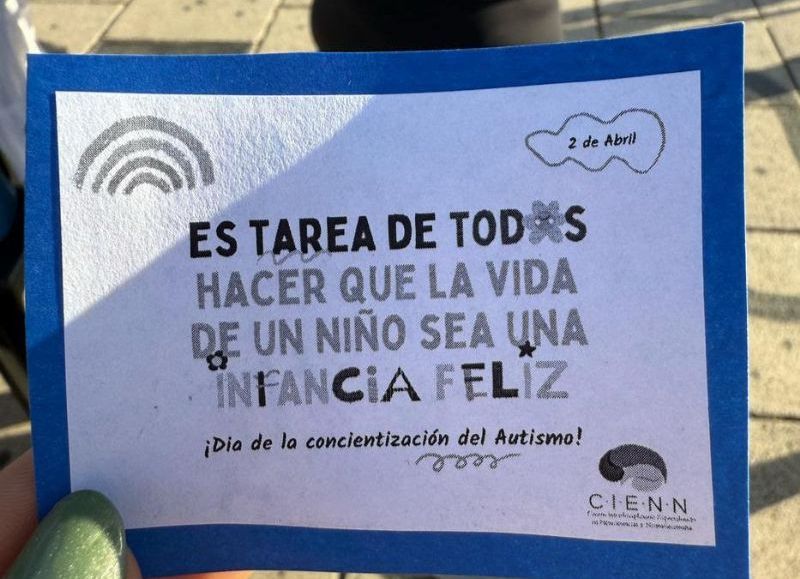 2 de Abril
ES TAREA DE TODOS
HACER QUE LA VIDA
DE UN NIÑO SEA UNA
INFANCiA FELIZ
¡Dia de la concientización del Autismo!
C·I·E·N·N